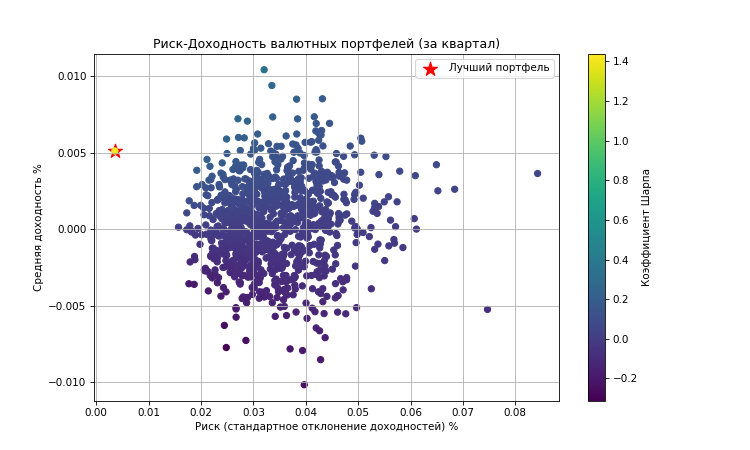 Риск-Доходность валютных портфелей (за квартал)
Лучший портфель
Средняя доходность %
0.010
0.005
0.000
−0.005
−0.010
0.00 0.01 0.02 0.03 0.04 0.05 0.06 0.07 0.08
Риск (стандартное отклонение доходностей) %
1.4
1.2
1.0
0.8
0.6
0.4
0.2
0.0
−0.2
Коэффициент Шарпа